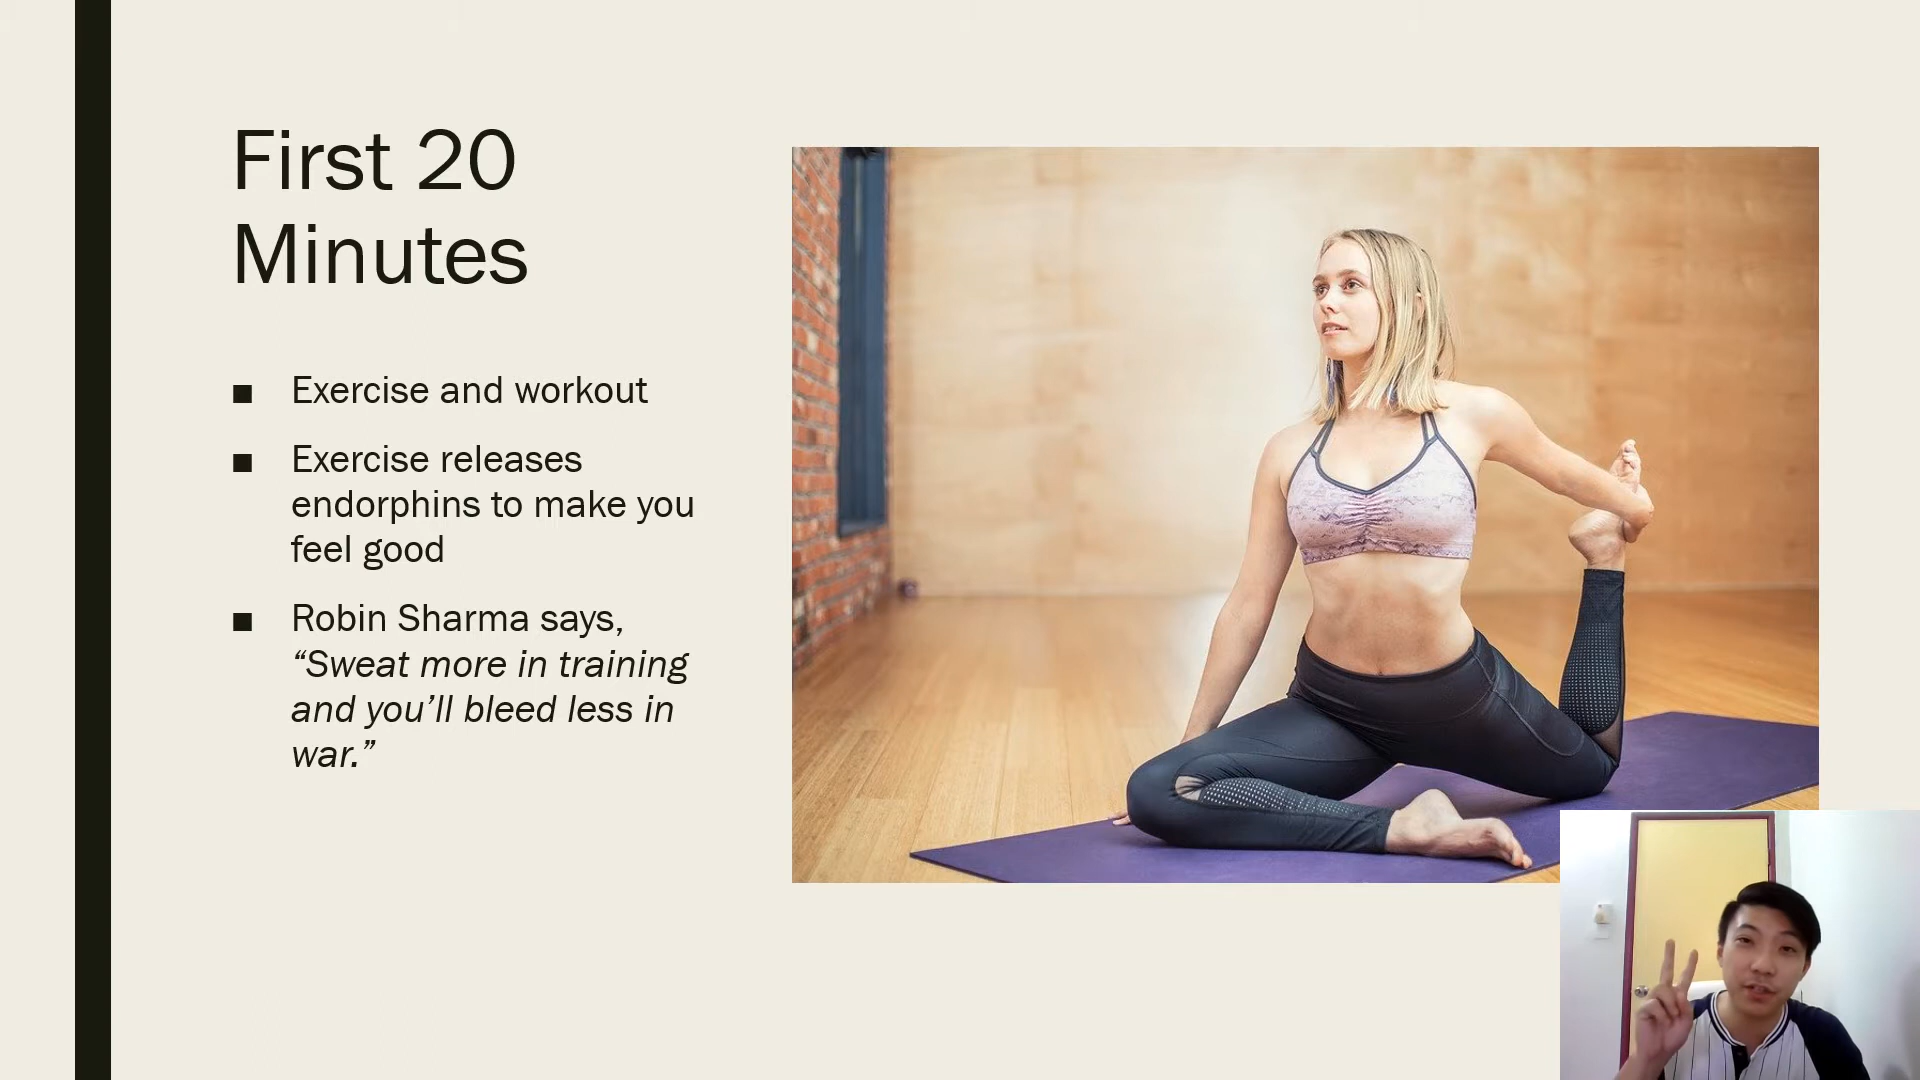 First 20
Minutes
■ Exercise and workout
■ Exercise releases
endorphins to make you
feel good
■ Robin Sharma says,
“Sweat more in training
and you’ll bleed less in
war.”